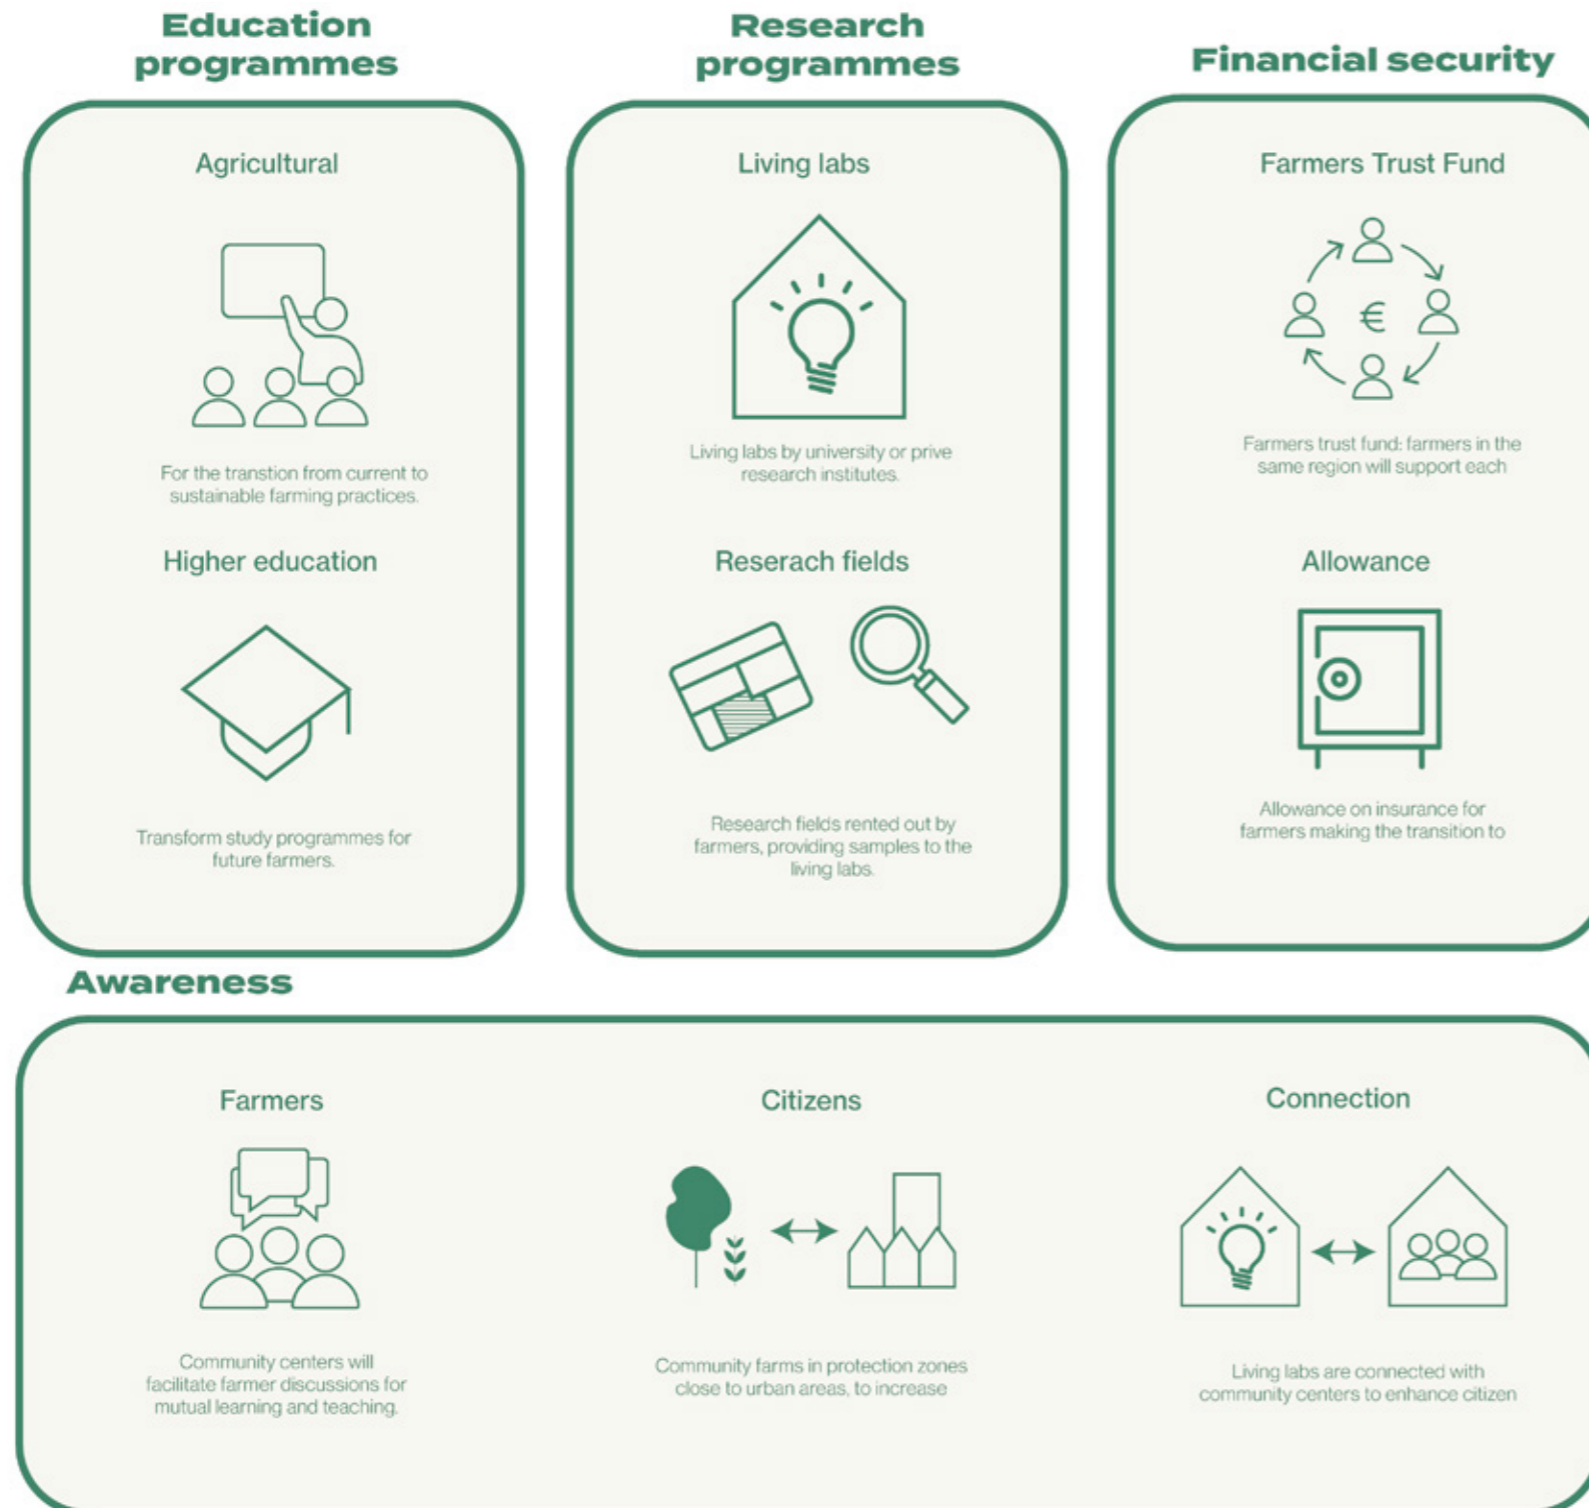 Education
programmes
Agricultural
For the transtion from current to
sustainable farming practices.
Higher education
Transform study programmes for
future farmers.
Research
programmes
Living labs
Living labs by university or prive
research institutes.
Reserach fields
Research fields rented out by
farmers, providing samples to the
living labs.
Financial security
Farmers Trust Fund
€
Farmers trust fund: farmers in the
same region will support each
Allowance
Allowance on insurance for
farmers making the transition to
Awareness
Farmers
Community centers will
facilitate farmer discussions for
mutual learning and teaching.
Citizens
Community farms in protection zones
close to urban areas, to increase
Connection
Living labs are connected with
community centers to enhance citizen